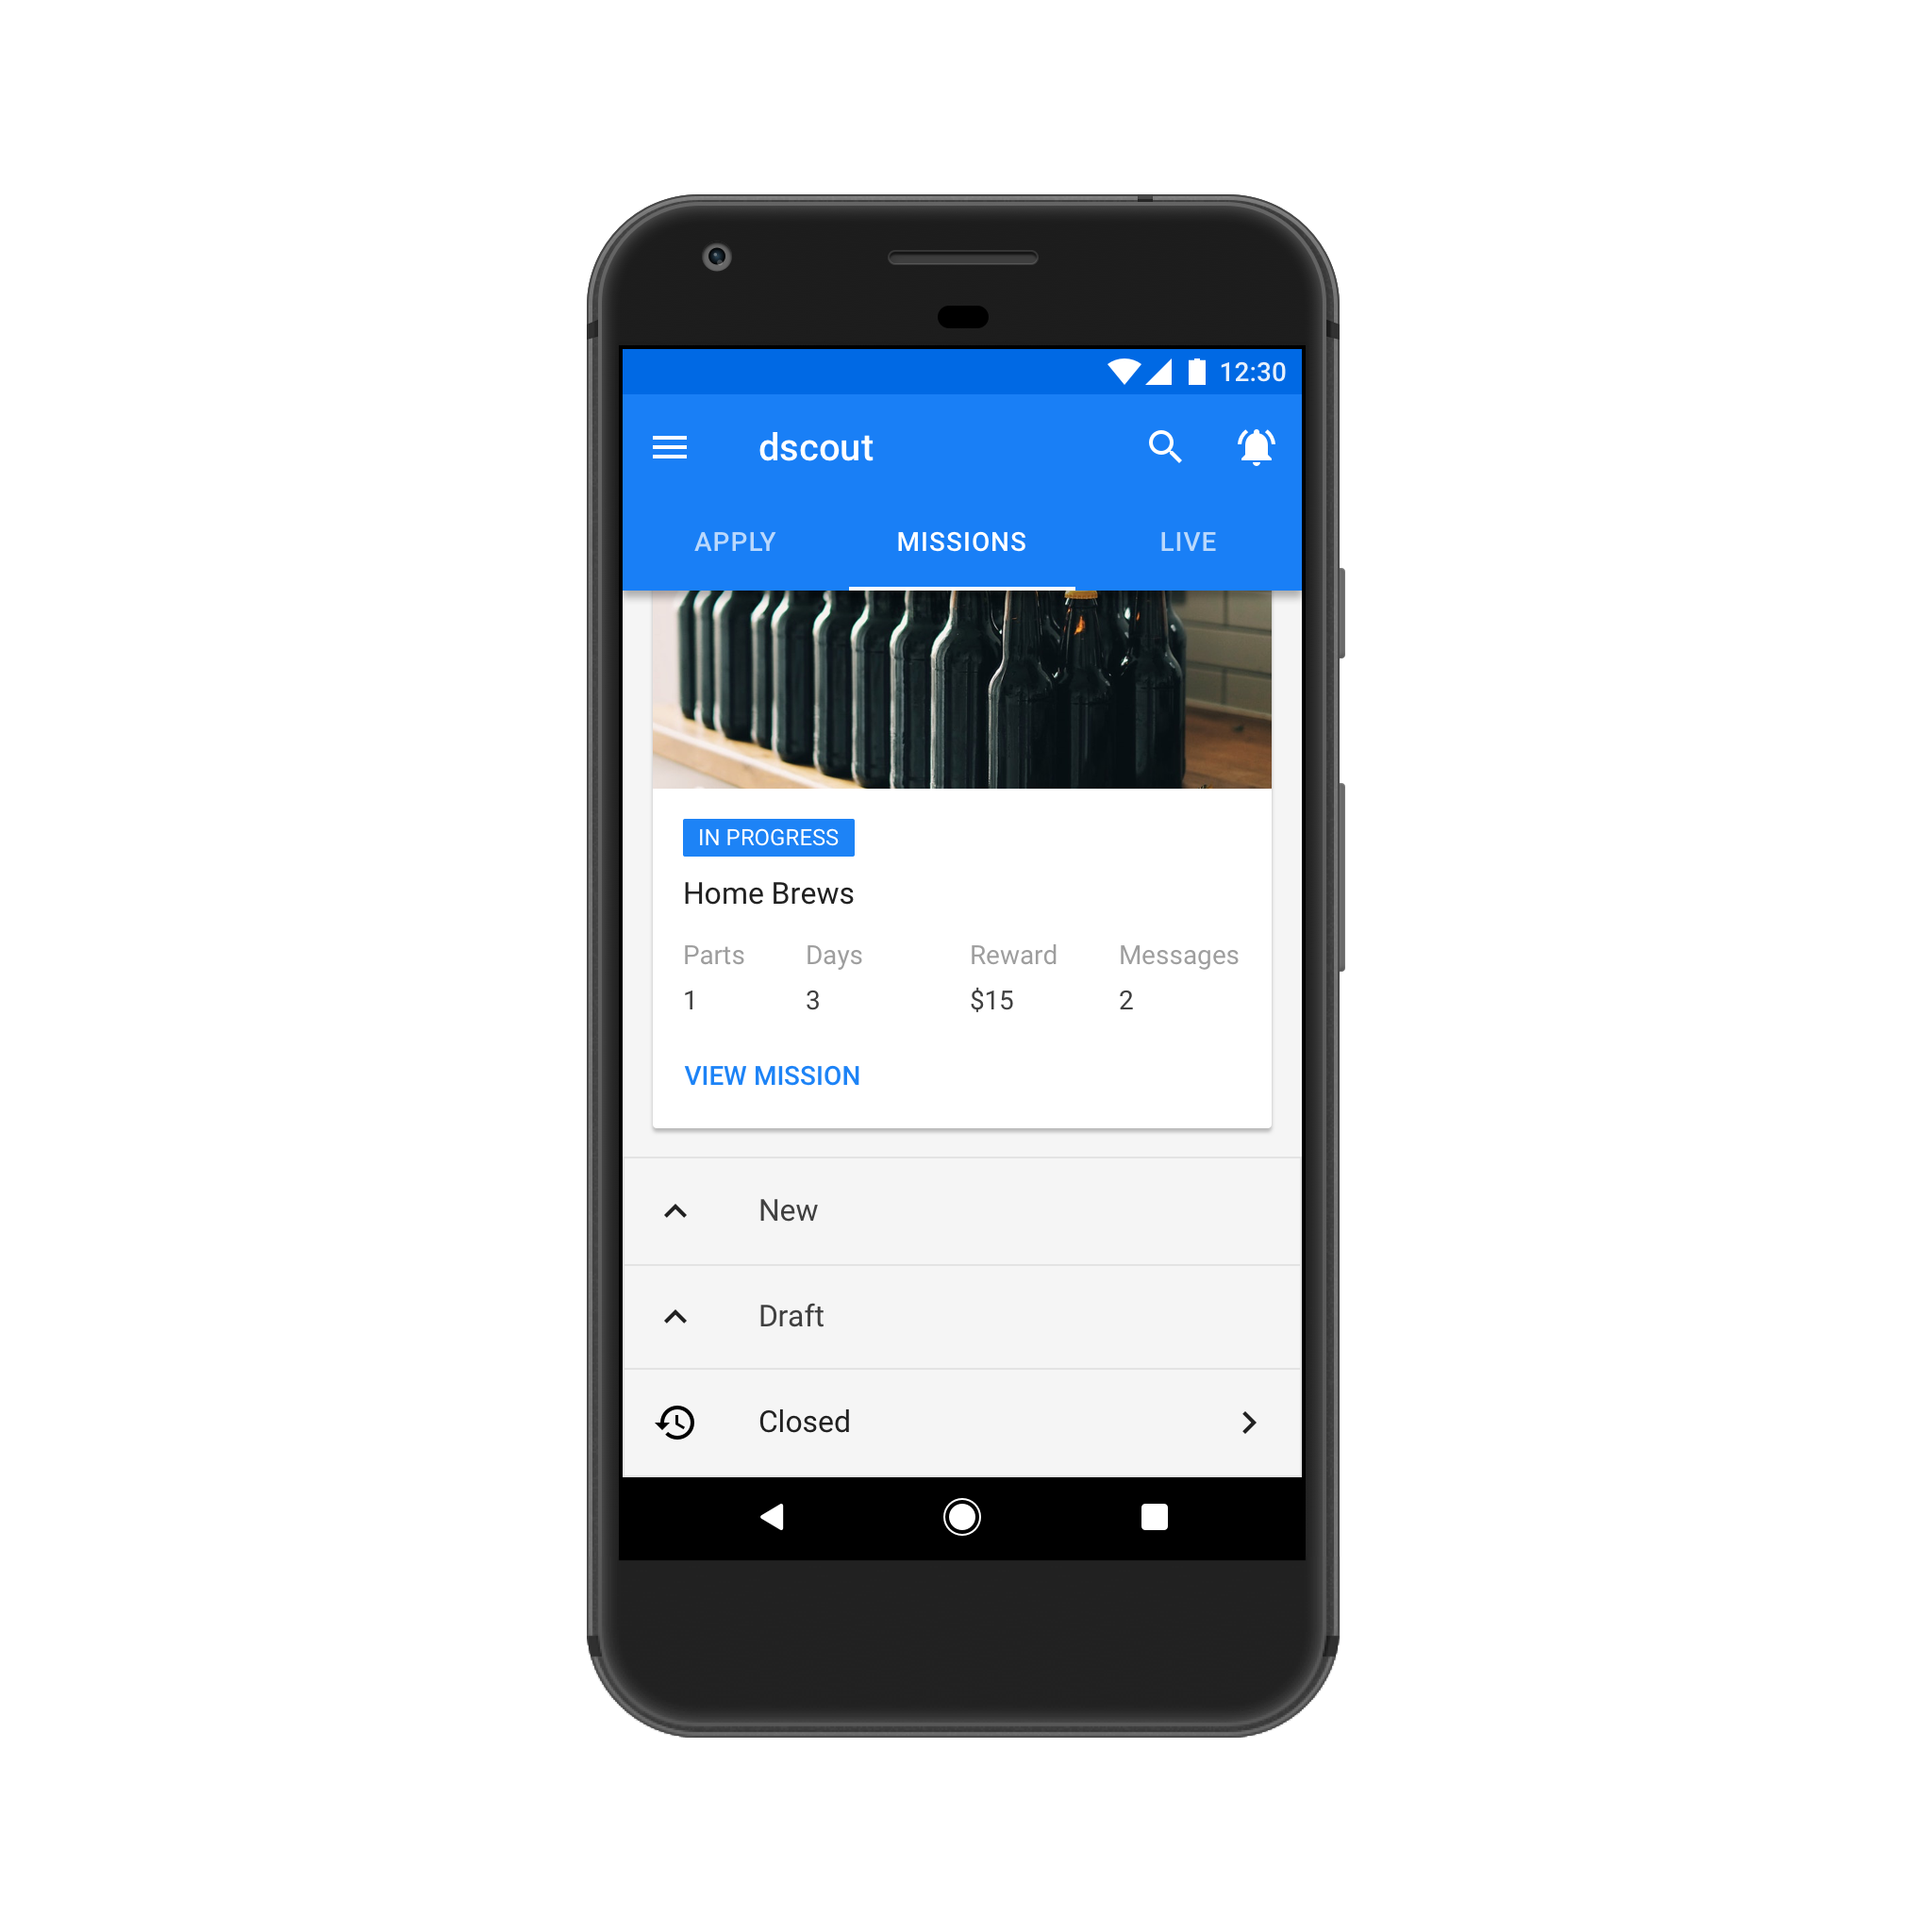 12:30
dscout
APPLY MISSIONS LIVE
IN PROGRESS
Home Brews
Parts Days Reward Messages
1 3 $15 2
VIEW MISSION
New
Draft
Closed